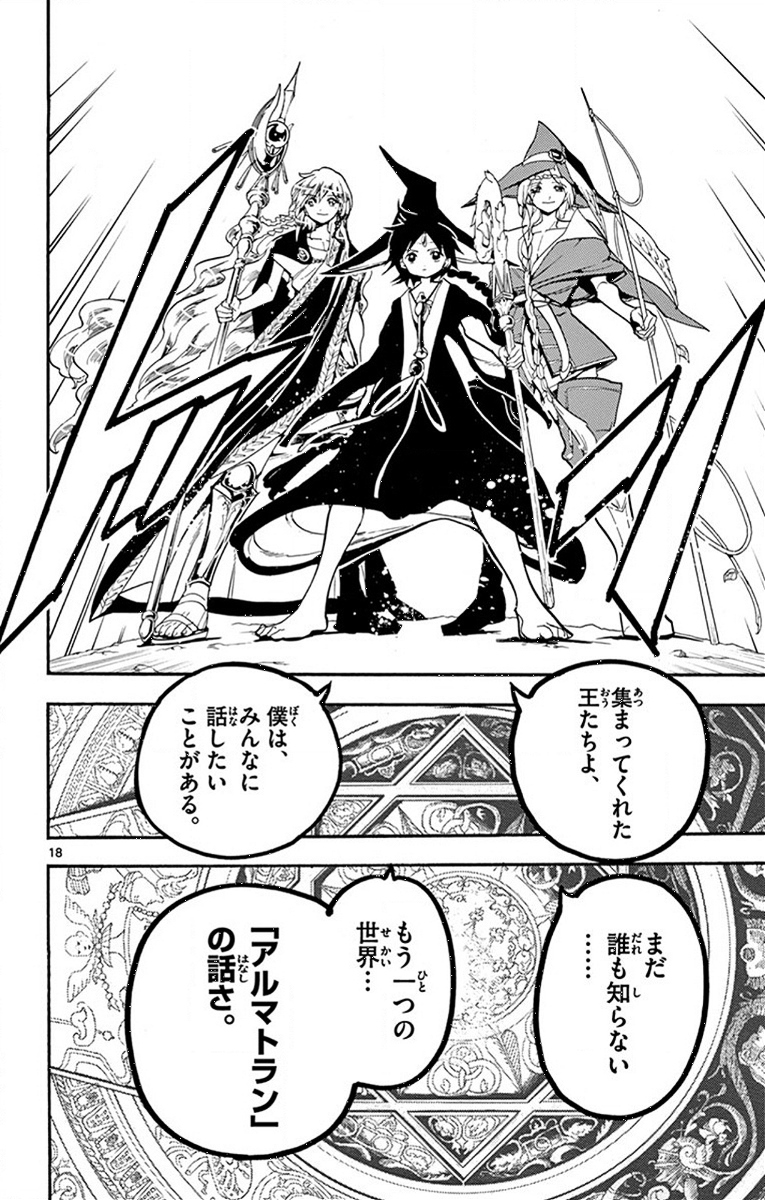 ドン
集まってくれた
王たちよ、
僕は、
みんなに
話したい
ことがある。
18
まだ
誰も知らない
……
もう一つの
世界…
「アルマトラン」
の話さ。